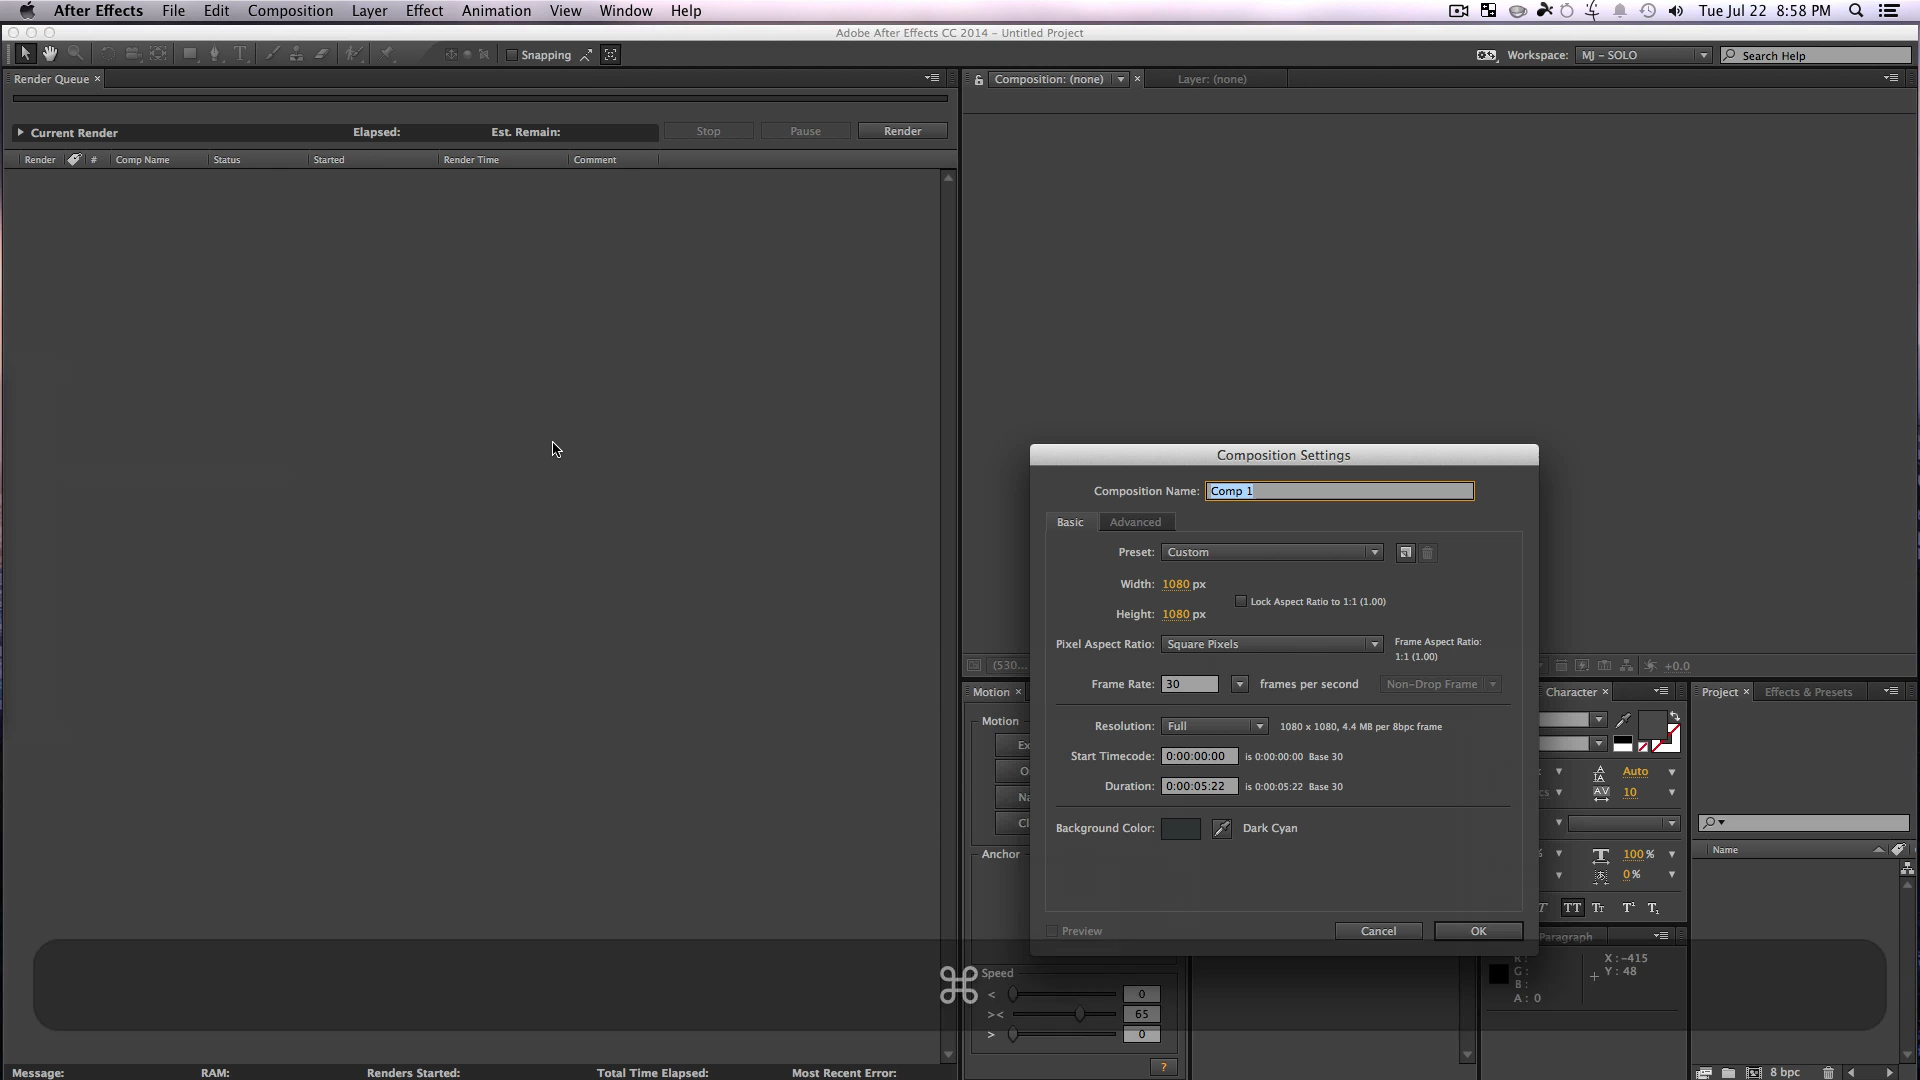 After Effects File Edit Composition Layer Effect Animation View Window Help Tue Jul 22 8:58 PM
Adobe After Effects CC 2014 – Untitled Project
Snapping Workspace: MJ – SOLO Search Help
Render Queue × Composition: (none) × Layer: (none)
Current Render Elapsed: Est. Remain: Stop Pause Render
Render # Comp Name Status Started Render Time Comment
Composition Settings
Composition Name: Comp 1
Basic Advanced
Preset: Custom
Width: 1080 px
Lock Aspect Ratio to 1:1 (1.00)
Height: 1080 px
Pixel Aspect Ratio: Square Pixels Frame Aspect Ratio:
1:1 (1.00)
(530... +0.0
Frame Rate: 30 frames per second Non-Drop Frame
Motion × Character × Project × Effects & Presets
Motion
Resolution: Full 1080 x 1080, 4.4 MB per 8bpc frame
Start Timecode: 0:00:00:00 is 0:00:00:00 Base 30
Auto
Duration: 0:00:05:22 is 0:00:05:22 Base 30
10
Background Color: Dark Cyan
Name
Anchor
100 %
0 %
TT Tr T¹ T₁
Preview Cancel OK
Paragraph
R: X : -415
G: Y : 48
B:
A : 0
⌘ Speed
< 0
>< 65
> 0
?
Message: RAM: Renders Started: Total Time Elapsed: Most Recent Error: 8 bpc